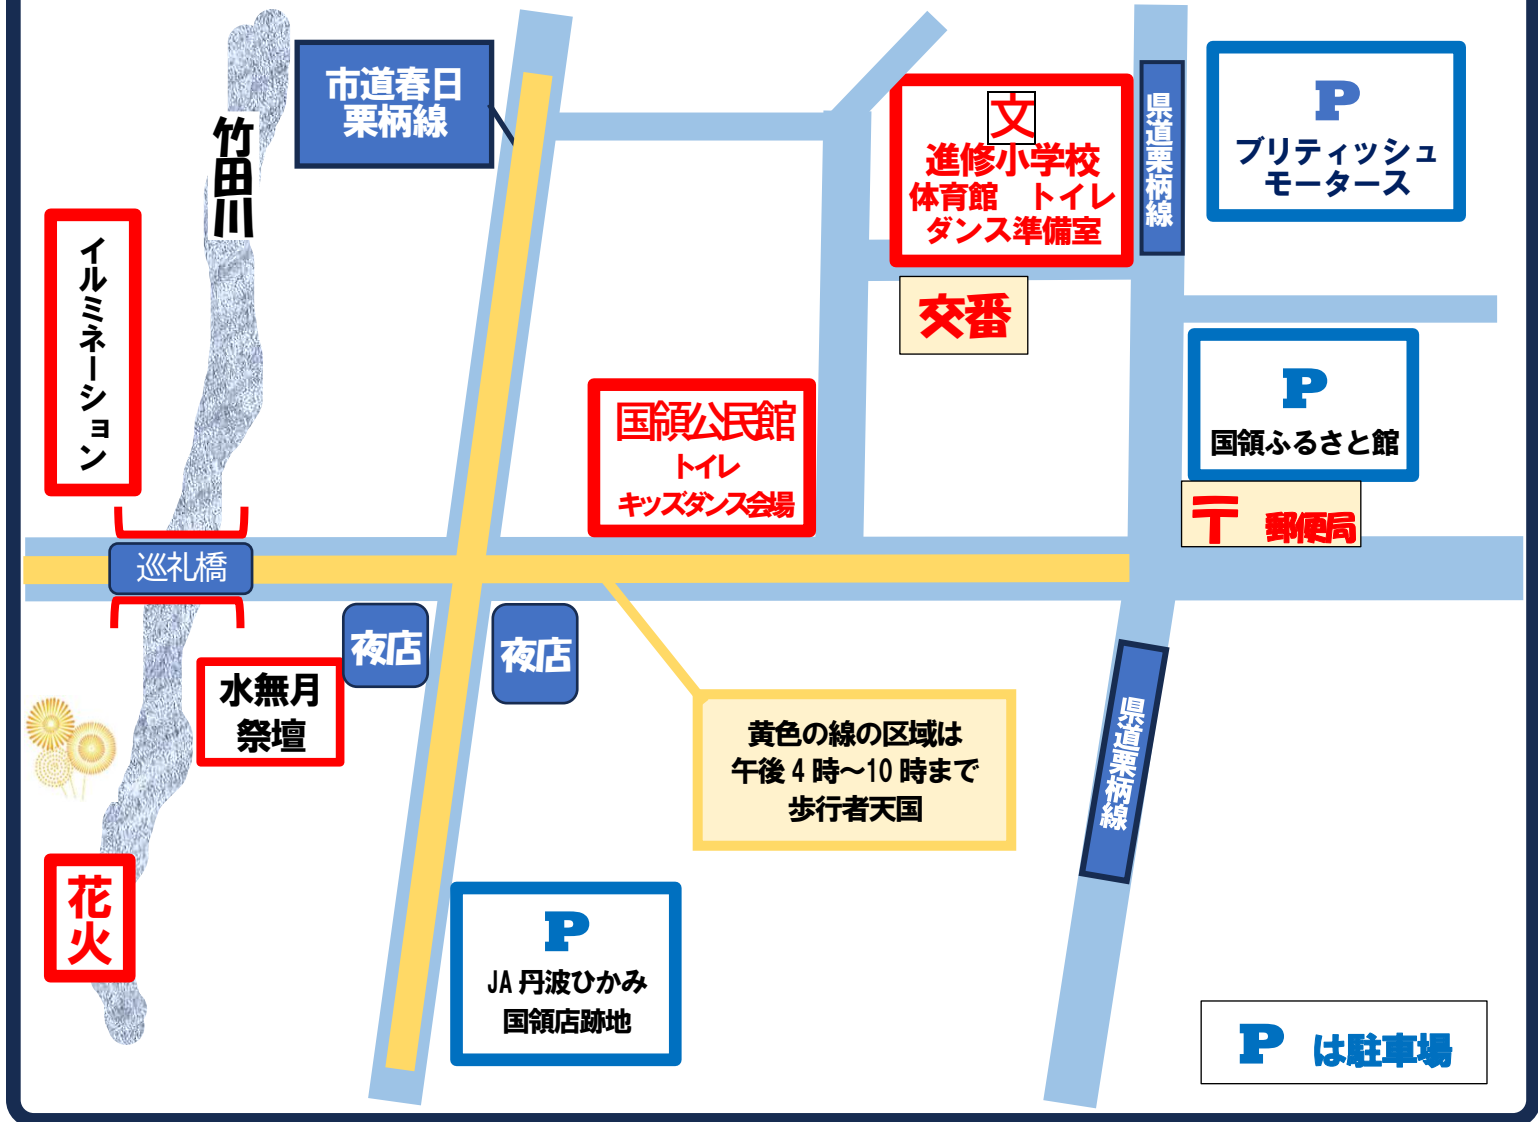 市道春日
栗柄線
竹田川
イルミネーション
文
進修小学校
体育館　トイレ
ダンス準備室
県道栗柄線
P
ブリティッシュ
モータース
交番
国領公民館
トイレ
キッズダンス会場
P
国領ふるさと館
〒 郵便局
巡礼橋
夜店
夜店
水無月
祭壇
黄色の線の区域は
午後4時～10時まで
歩行者天国
県道栗柄線
花火
P
JA丹波ひかみ
国領店跡地
P は駐車場